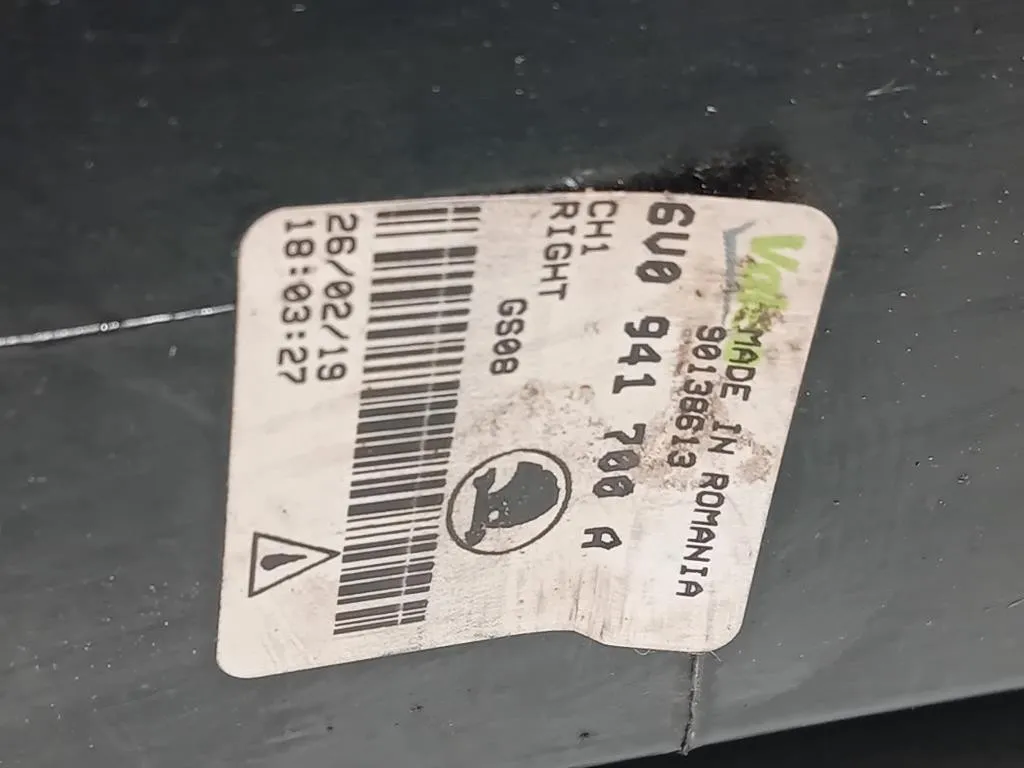 MADE IN ROMANIA
90138613
6V0 941 700 A
CH1
RIGHT
GS08
26/02/19
18:03:27